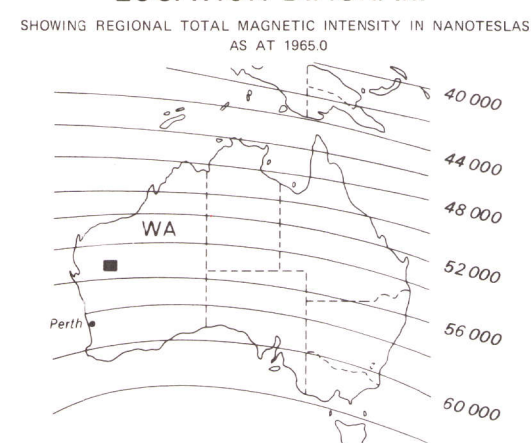 SHOWING REGIONAL TOTAL MAGNETIC INTENSITY IN NANOTESLAS
AS AT 1965.0
40 000
44 000
48 000
WA
52 000
Perth
56 000
60 000